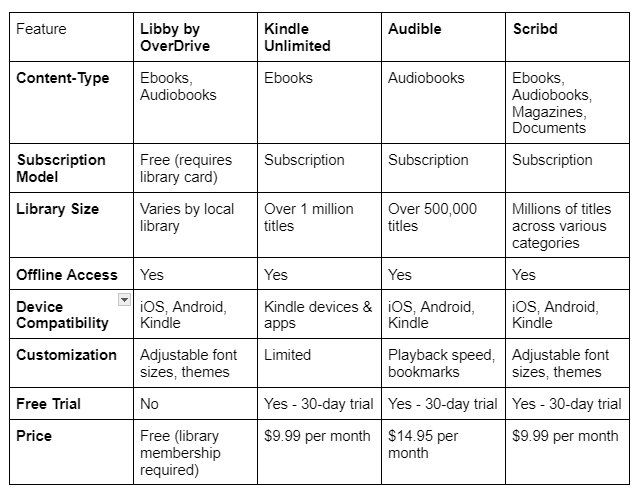 Feature
Libby by
OverDrive
Kindle
Unlimited
Audible
Scribd
Content-Type
Ebooks,
Audiobooks
Ebooks
Audiobooks
Ebooks,
Audiobooks,
Magazines,
Documents
Subscription
Model
Free (requires
library card)
Subscription
Subscription
Subscription
Library Size
Varies by local
library
Over 1 million
titles
Over 500,000
titles
Millions of titles
across various
categories
Offline Access
Yes
Yes
Yes
Yes
Device
Compatibility
iOS, Android,
Kindle
Kindle devices &
apps
iOS, Android,
Kindle
iOS, Android,
Kindle
Customization
Adjustable font
sizes, themes
Limited
Playback speed,
bookmarks
Adjustable font
sizes, themes
Free Trial
No
Yes - 30-day trial
Yes - 30-day trial
Yes - 30-day trial
Price
Free (library
membership
required)
$9.99 per month
$14.95 per
month
$9.99 per month